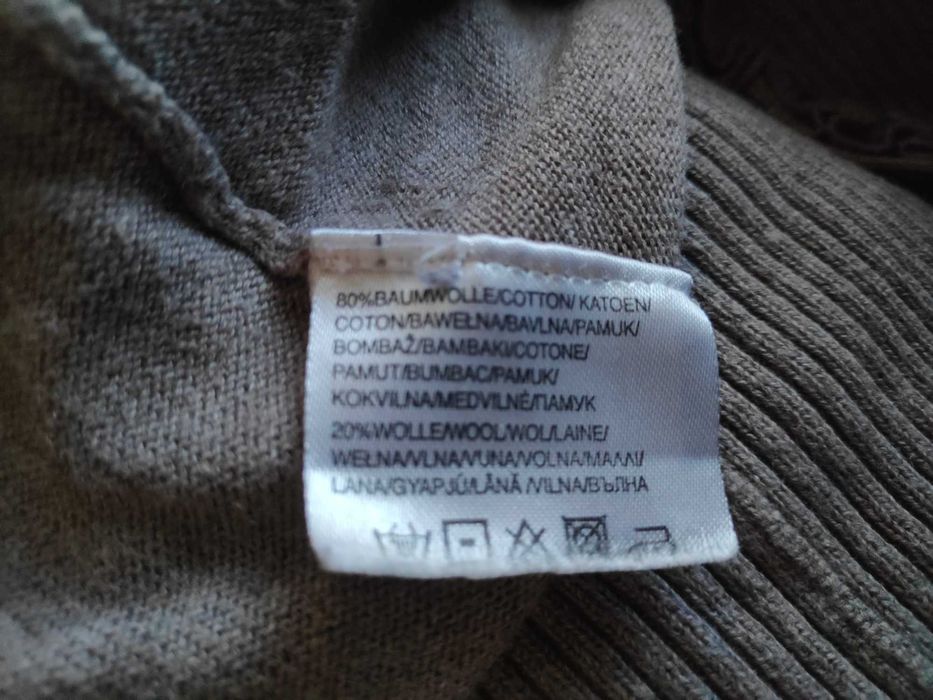 80%BAUMWOLLE/COTTON/ KATOEN/
COTON/BAWEŁNA/BAVLNA/PAMUK/
BOMBAŽ/BAMBAKI/COTONE/
PAMUT/BUMBAC/PAMUK/
KOKVILNA/MEDVILNĖ/ПАМУК
20%WOLLE/WOOL/WOL/LAINE/
WEŁNA/VLNA/VUNA/VOLNA/ΜΑΛΛΙ/
LANA/GYAPJÚ/LÂNĂ /VILNA/ВЪЛНА